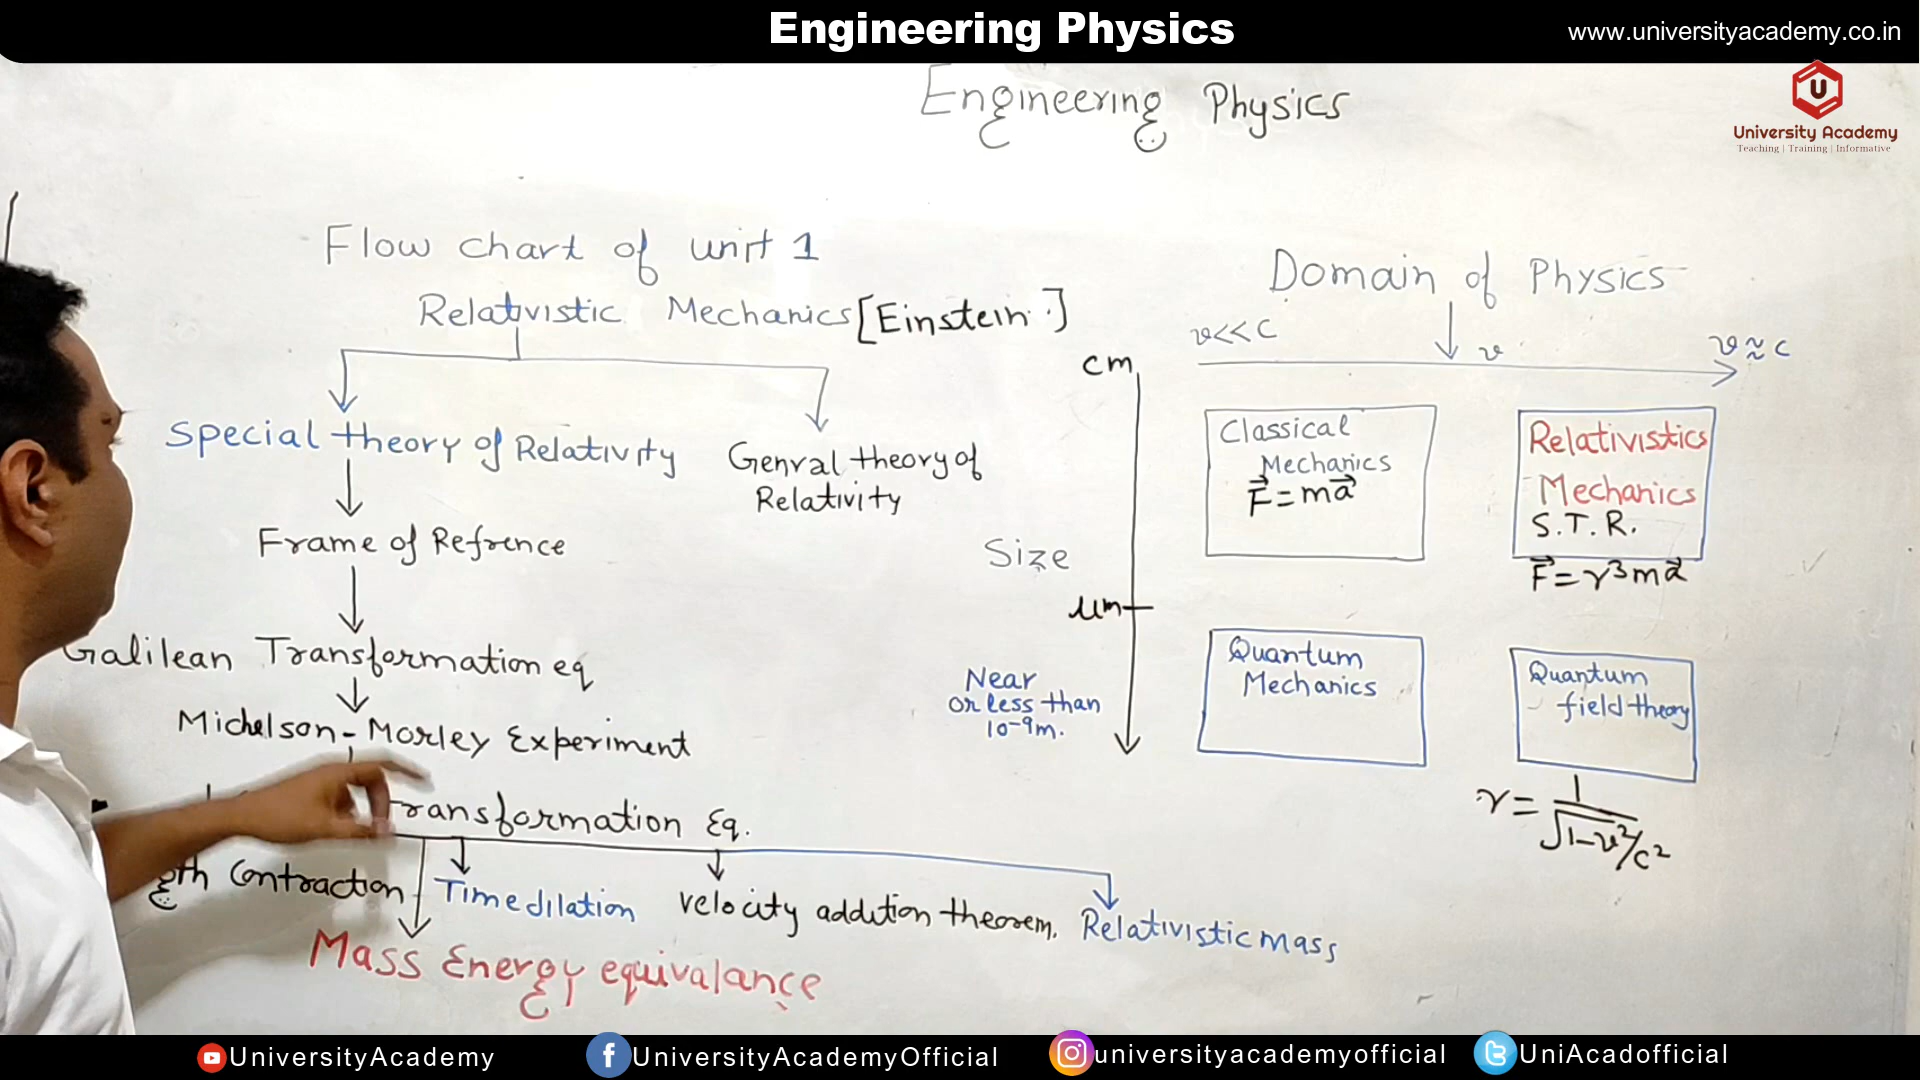 Engineering Physics
www.universityacademy.co.in
U
University Academy
Teaching | Training | Informative
Engineering Physics
Flow chart of unit 1
Relativistic Mechanics [Einstein]
Special theory of Relativity
Genral theory of
Relativity
Frame of Refrence
Galilean Transformation eq
Michelson-Morley Experiment
Transformation Eq.
gth Contraction
Time dilation
velocity addition theorem.
Relativistic mass
Mass Energy equivalance
Domain of Physics
v<<c
v
v≈c
cm
Size
μm
Near
or less than
10⁻⁹m.
Classical
Mechanics
F⃗=ma⃗
Relativistics
Mechanics
S.T.R.
F⃗=γ³ma⃗
Quantum
Mechanics
Quantum
field theory
γ=1/√1-v²/c²
UniversityAcademy
UniversityAcademyOfficial
universityacademyofficial
UniAcadofficial